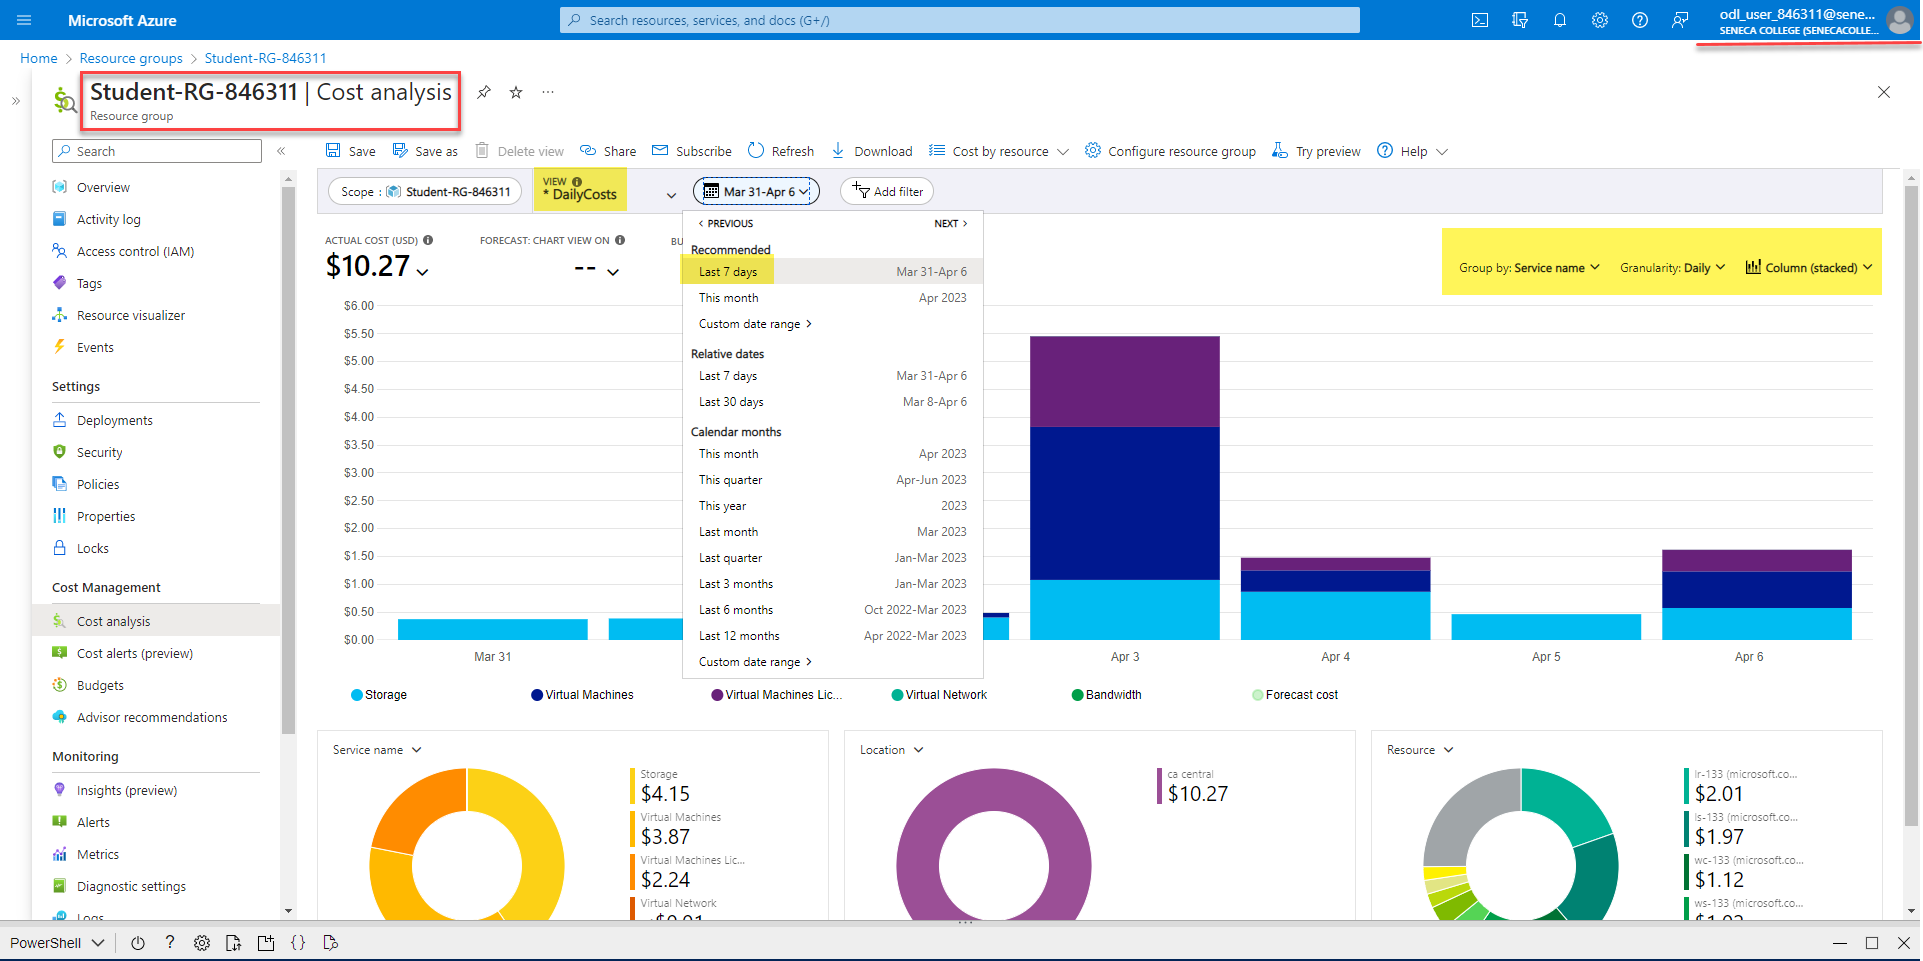 Microsoft Azure
Search resources, services, and docs (G+/)
odl_user_846311@sene...
SENECA COLLEGE (SENECACOLLE...
Home > Resource groups > Student-RG-846311
Student-RG-846311 | Cost analysis
Resource group
Search
Overview
Activity log
Access control (IAM)
Tags
Resource visualizer
Events
Settings
Deployments
Security
Policies
Properties
Locks
Cost Management
Cost analysis
Cost alerts (preview)
Budgets
Advisor recommendations
Monitoring
Insights (preview)
Alerts
Metrics
Diagnostic settings
Logs
Save Save as Delete view Share Subscribe Refresh Download Cost by resource Configure resource group Try preview Help
Scope : Student-RG-846311
VIEW
* DailyCosts
Mar 31-Apr 6
Add filter
ACTUAL COST (USD)
$10.27
FORECAST: CHART VIEW ON
--
BU
< PREVIOUS NEXT >
Recommended
Last 7 days Mar 31-Apr 6
This month Apr 2023
Custom date range >
Relative dates
Last 7 days Mar 31-Apr 6
Last 30 days Mar 8-Apr 6
Calendar months
This month Apr 2023
This quarter Apr-Jun 2023
This year 2023
Last month Mar 2023
Last quarter Jan-Mar 2023
Last 3 months Jan-Mar 2023
Last 6 months Oct 2022-Mar 2023
Last 12 months Apr 2022-Mar 2023
Custom date range >
Group by: Service name Granularity: Daily Column (stacked)
$6.00
$5.50
$5.00
$4.50
$4.00
$3.50
$3.00
$2.50
$2.00
$1.50
$1.00
$0.50
$0.00
Mar 31 Apr 3 Apr 4 Apr 5 Apr 6
Storage Virtual Machines Virtual Machines Lic... Virtual Network Bandwidth Forecast cost
Service name
Storage
$4.15
Virtual Machines
$3.87
Virtual Machines Lic...
$2.24
Virtual Network
Location
ca central
$10.27
Resource
lr-133 (microsoft.co...
$2.01
ls-133 (microsoft.co...
$1.97
wc-133 (microsoft.co...
$1.12
ws-133 (microsoft.co...
PowerShell